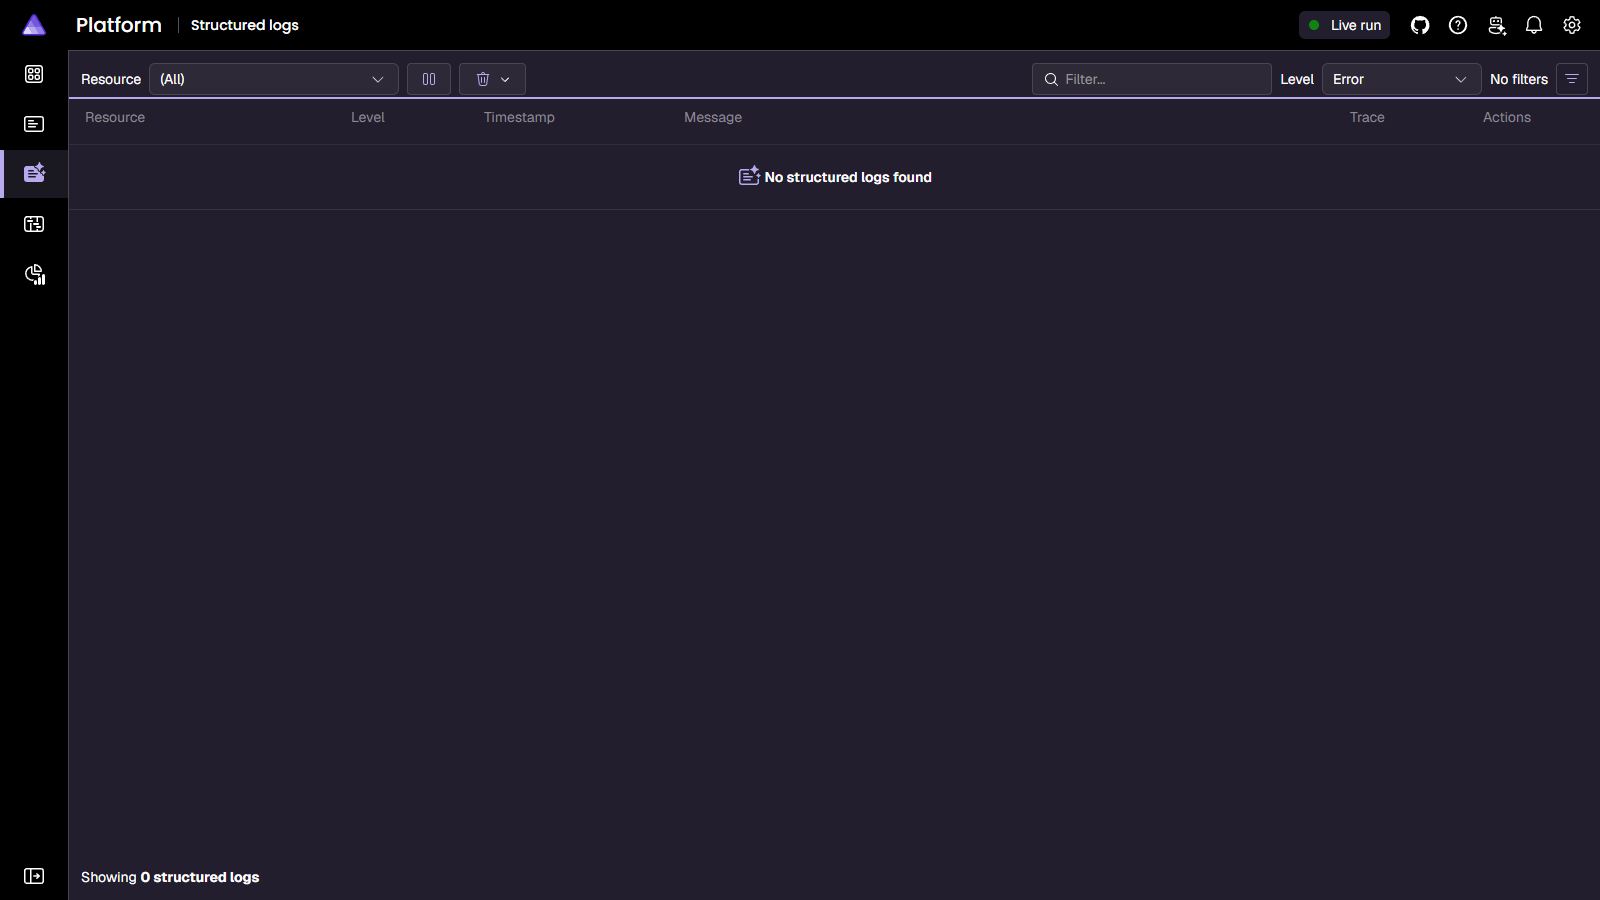 Platform
Structured logs
Live run
Resource
(All)
Filter...
Level
Error
No filters
Resource
Level
Timestamp
Message
Trace
Actions
No structured logs found
Showing 0 structured logs